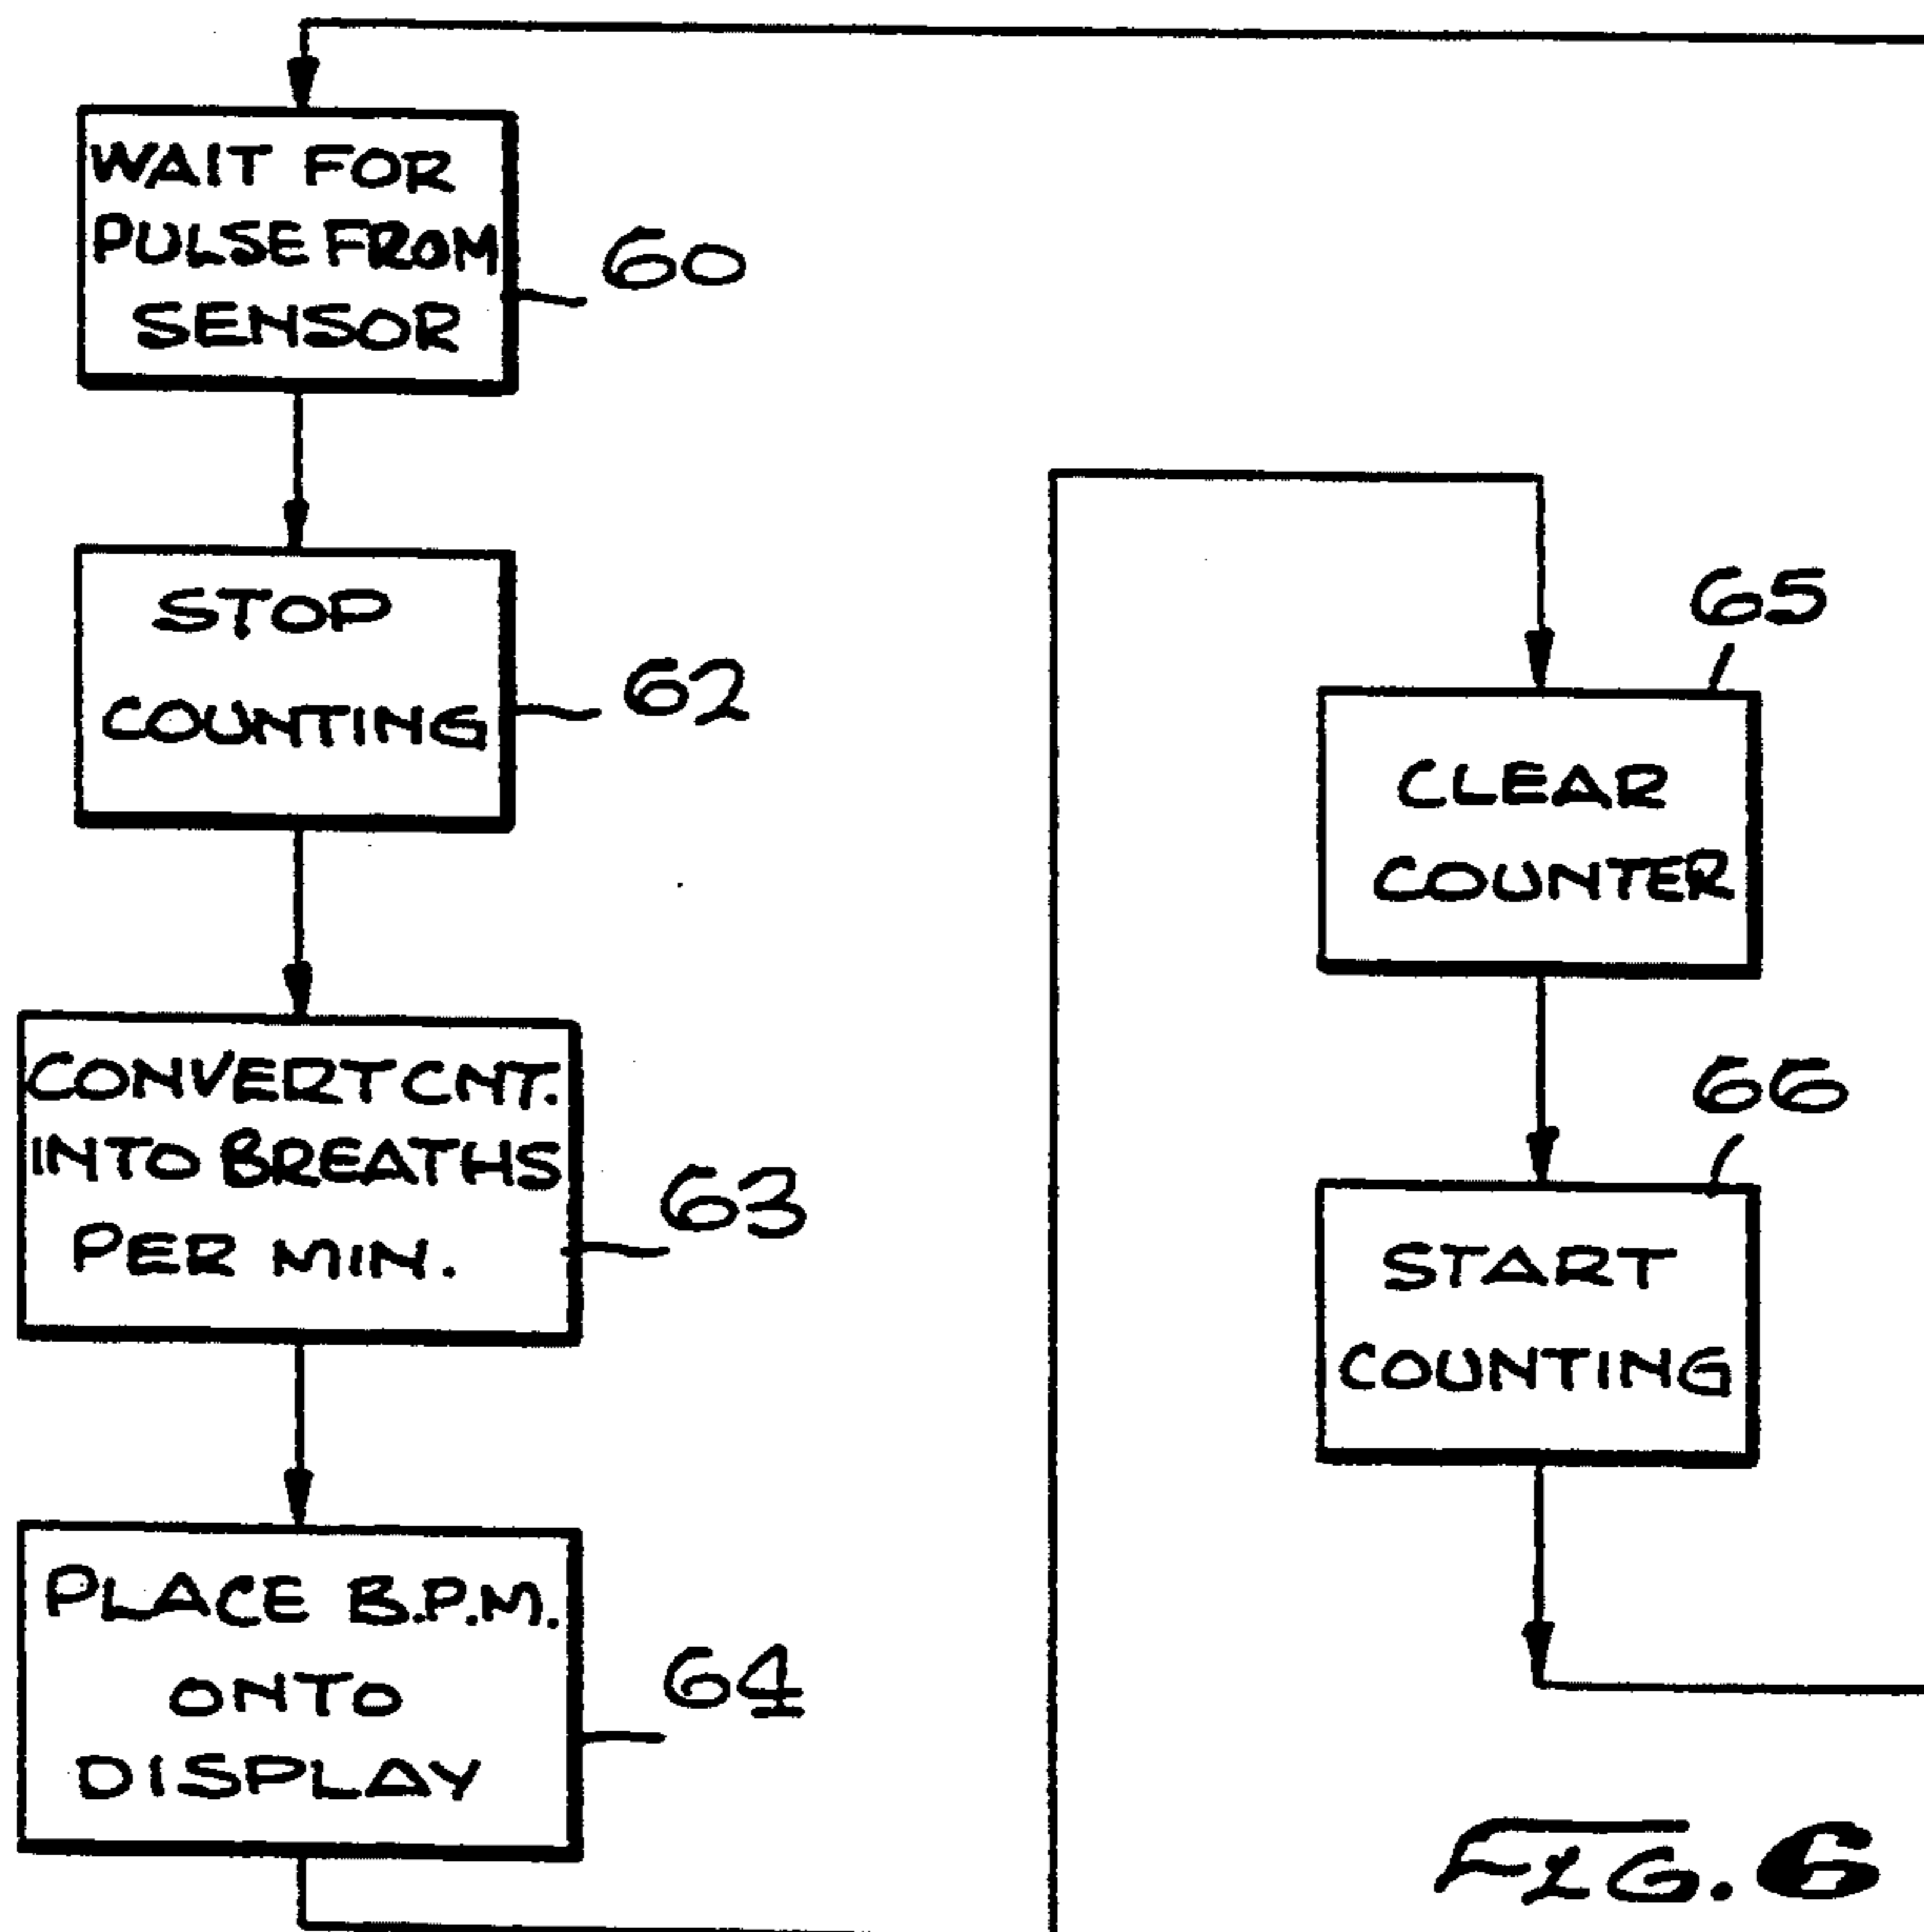 WAIT FOR
PULSE FROM
SENSOR
60
STOP
COUNTING
62
CONVERT CNT.
INTO BREATHS
PER MIN.
63
PLACE B.P.M.
ONTO
DISPLAY
64
65
CLEAR
COUNTER
66
START
COUNTING
FIG. 6